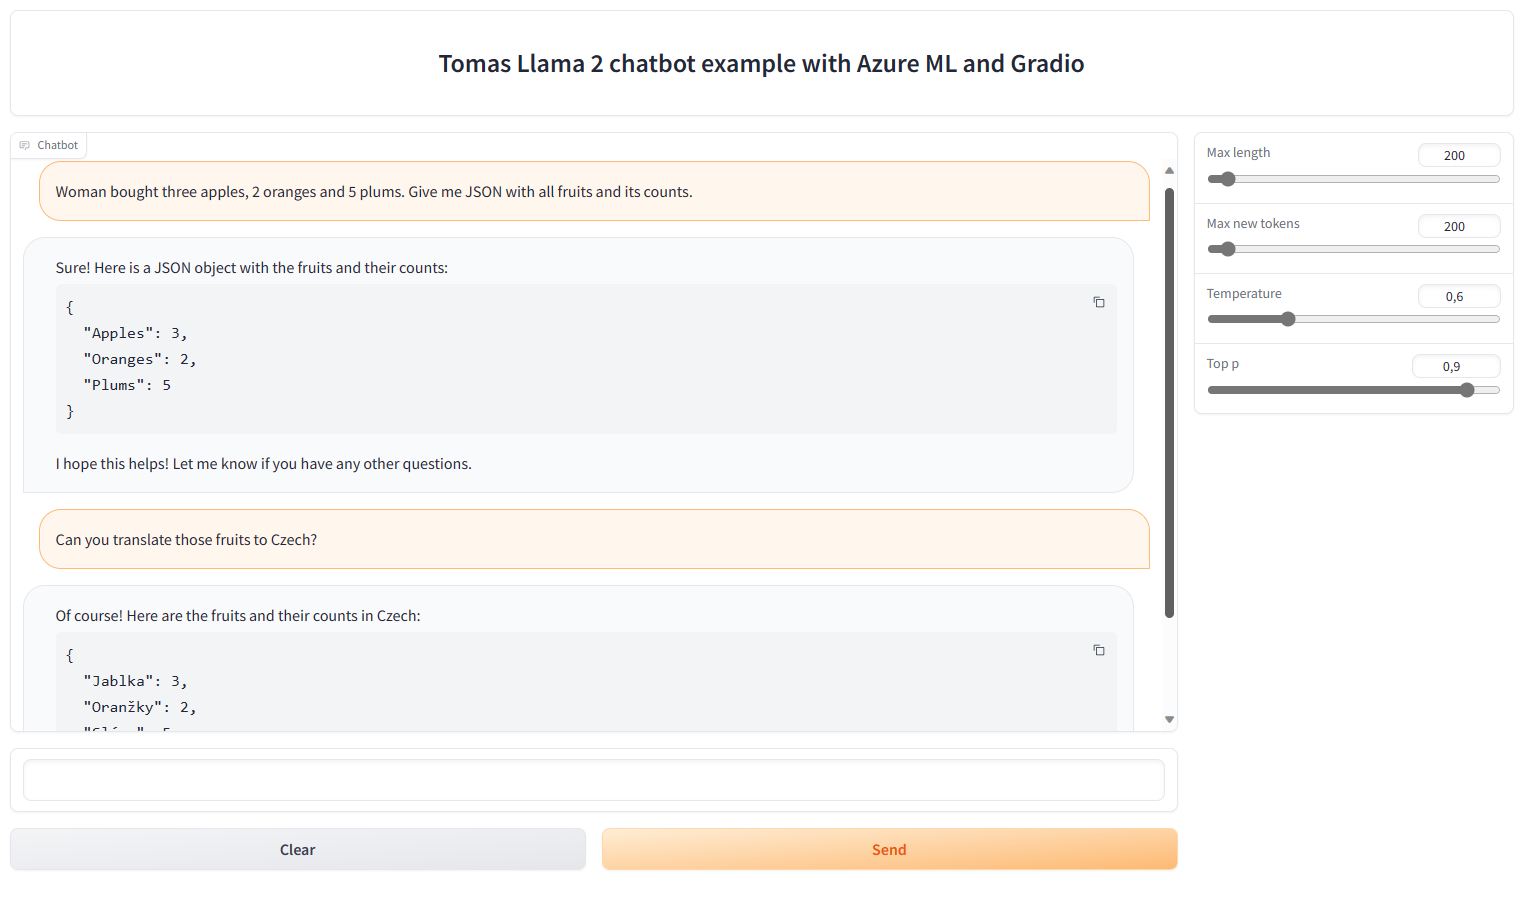 Tomas Llama 2 chatbot example with Azure ML and Gradio
Chatbot
Woman bought three apples, 2 oranges and 5 plums. Give me JSON with all fruits and its counts.
Sure! Here is a JSON object with the fruits and their counts:
{
"Apples": 3,
"Oranges": 2,
"Plums": 5
}
I hope this helps! Let me know if you have any other questions.
Can you translate those fruits to Czech?
Of course! Here are the fruits and their counts in Czech:
{
"Jablka": 3,
"Oranžky": 2,
Clear
Send
Max length
200
Max new tokens
200
Temperature
0,6
Top p
0,9